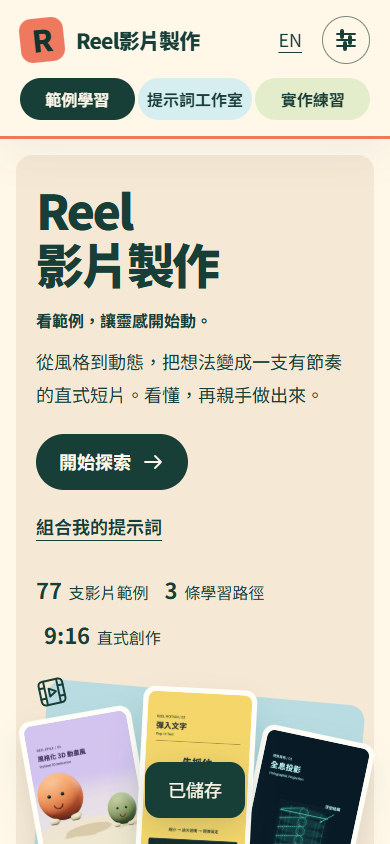 R Reel影片製作 EN
範例學習 提示詞工作室 實作練習
Reel
影片製作
看範例，讓靈感開始動。
從風格到動態，把想法變成一支有節奏
的直式短片。看懂，再親手做出來。
開始探索 →
組合我的提示詞
77 支影片範例 3 條學習路徑
9:16 直式創作
風格化 3D 動畫風
彈入文字
全息投影
已儲存